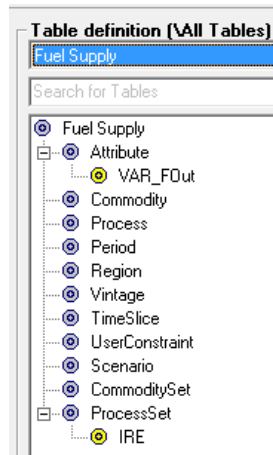 Table definition (\All Tables)
Fuel Supply
Search for Tables
Fuel Supply
Attribute
VAR_FOut
Commodity
Process
Period
Region
Vintage
TimeSlice
UserConstraint
Scenario
CommoditySet
ProcessSet
IRE